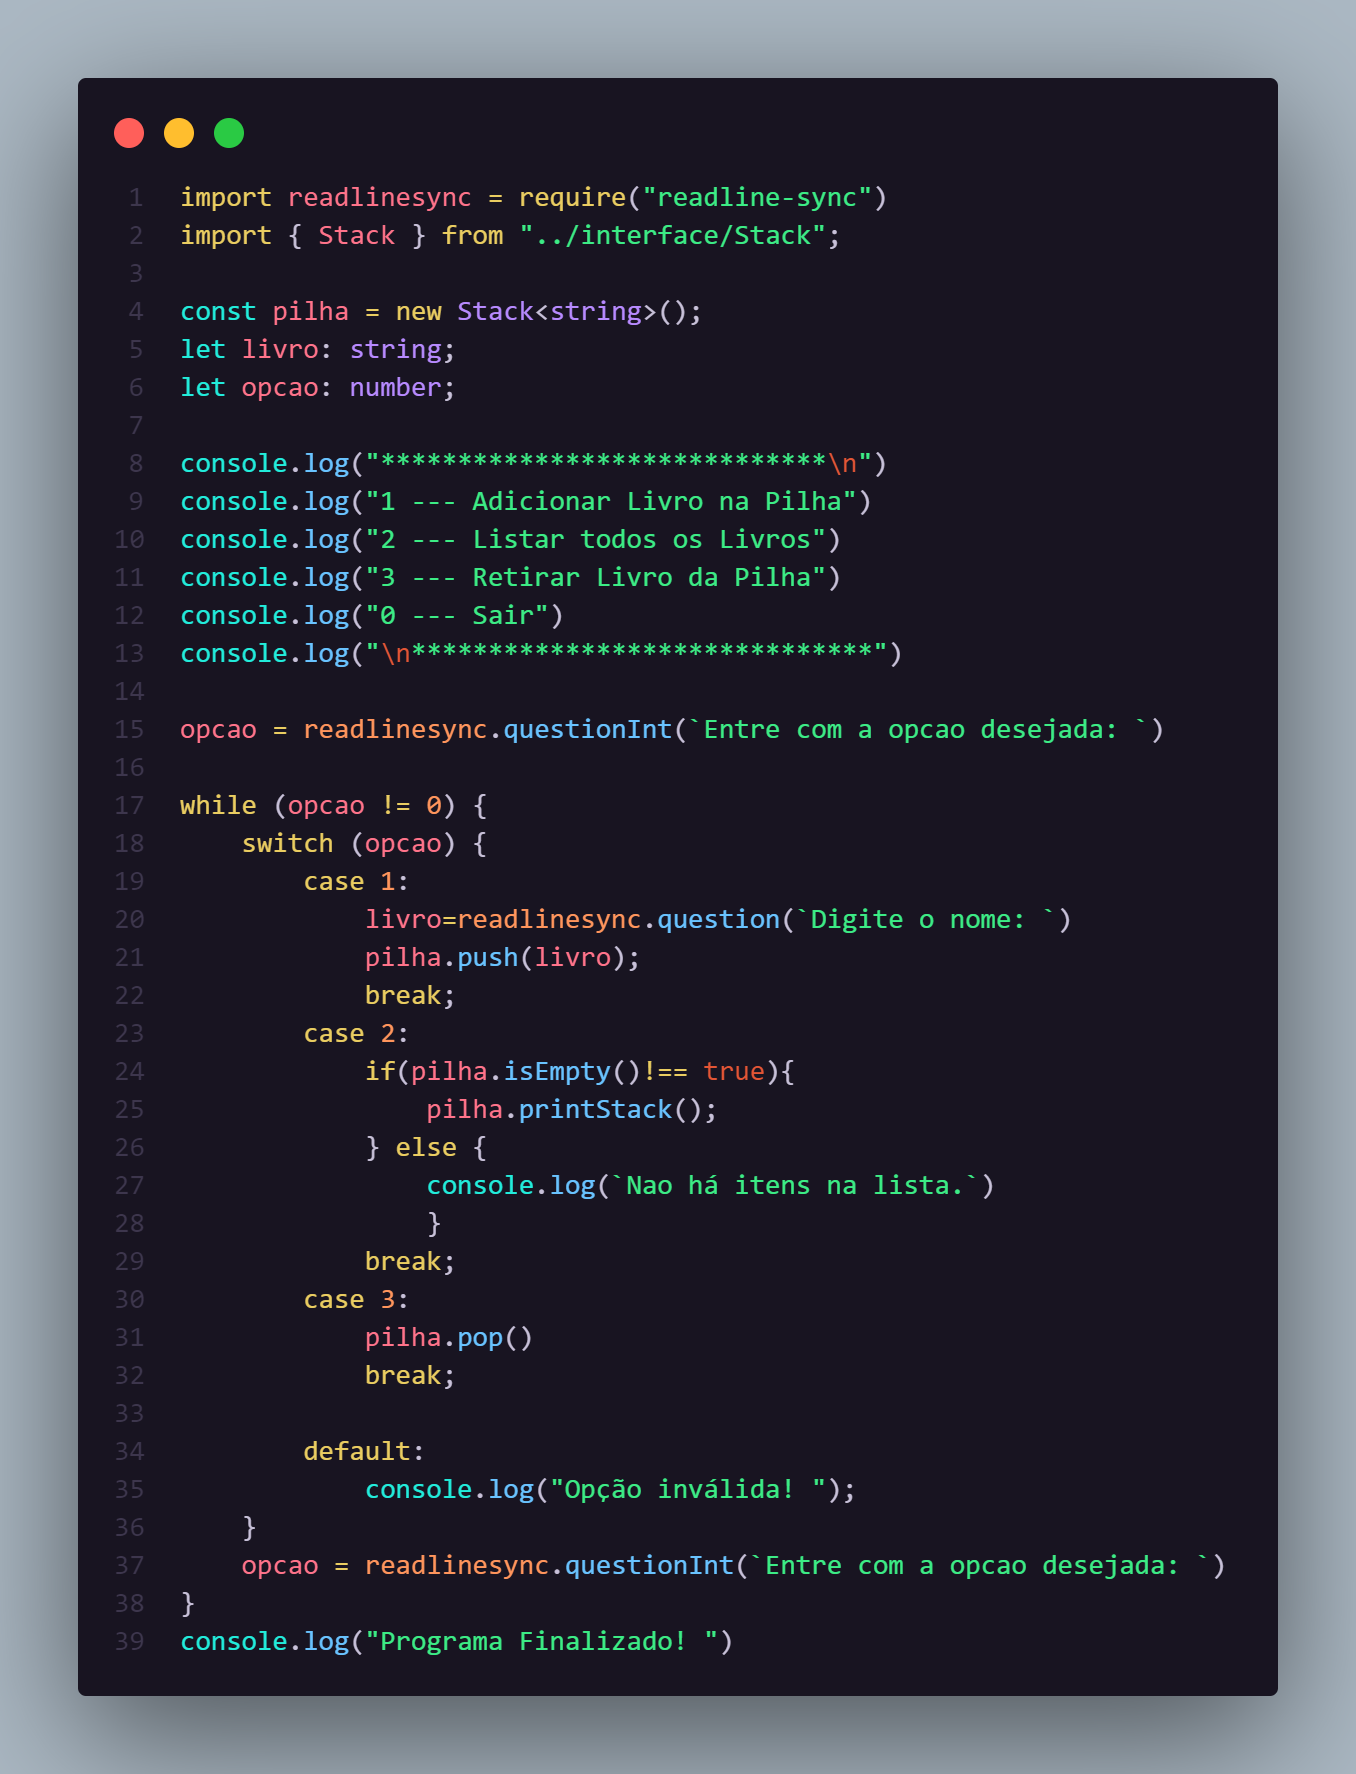 1 import readlinesync = require("readline-sync")
2 import { Stack } from "../interface/Stack";
3
4 const pilha = new Stack<string>();
5 let livro: string;
6 let opcao: number;
7
8 console.log("*****************************\n")
9 console.log("1 --- Adicionar Livro na Pilha")
10 console.log("2 --- Listar todos os Livros")
11 console.log("3 --- Retirar Livro da Pilha")
12 console.log("0 --- Sair")
13 console.log("\n******************************")
14
15 opcao = readlinesync.questionInt(`Entre com a opcao desejada: `)
16
17 while (opcao != 0) {
18     switch (opcao) {
19         case 1:
20             livro=readlinesync.question(`Digite o nome: `)
21             pilha.push(livro);
22             break;
23         case 2:
24             if(pilha.isEmpty()!== true){
25                 pilha.printStack();
26             } else {
27                 console.log(`Nao há itens na lista.`)
28                 }
29             break;
30         case 3:
31             pilha.pop()
32             break;
33
34         default:
35             console.log("Opção inválida! ");
36     }
37     opcao = readlinesync.questionInt(`Entre com a opcao desejada: `)
38 }
39 console.log("Programa Finalizado! ")